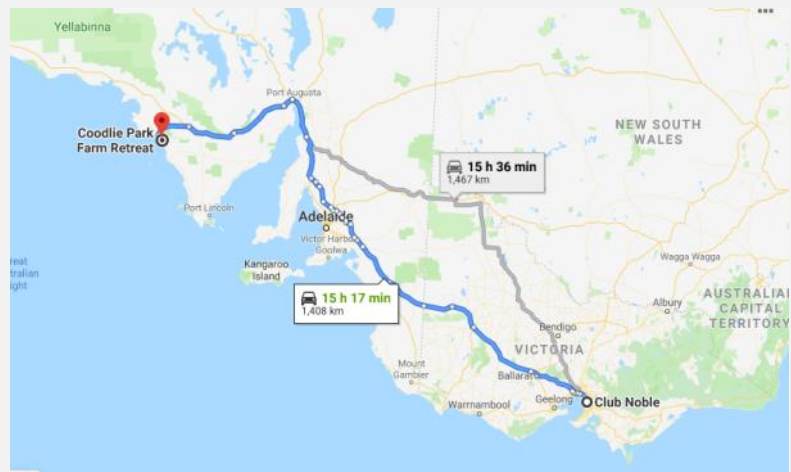 Yellabinna
Port Augusta
Coodlie Park
Farm Retreat
NEW SOUTH
WALES
15 h 36 min
1,467 km
Port Lincoln
Adelaide
Victor Harbor
Goolwa
Kangaroo
Island
Wagga Wagga
reat
tralian
ight
15 h 17 min
1,408 km
Albury
AUSTRALIAN
CAPITAL
TERRITORY
Bendigo
VICTORIA
Mount
Gambier
Ballarat
Geelong
Club Noble
Warrnambool